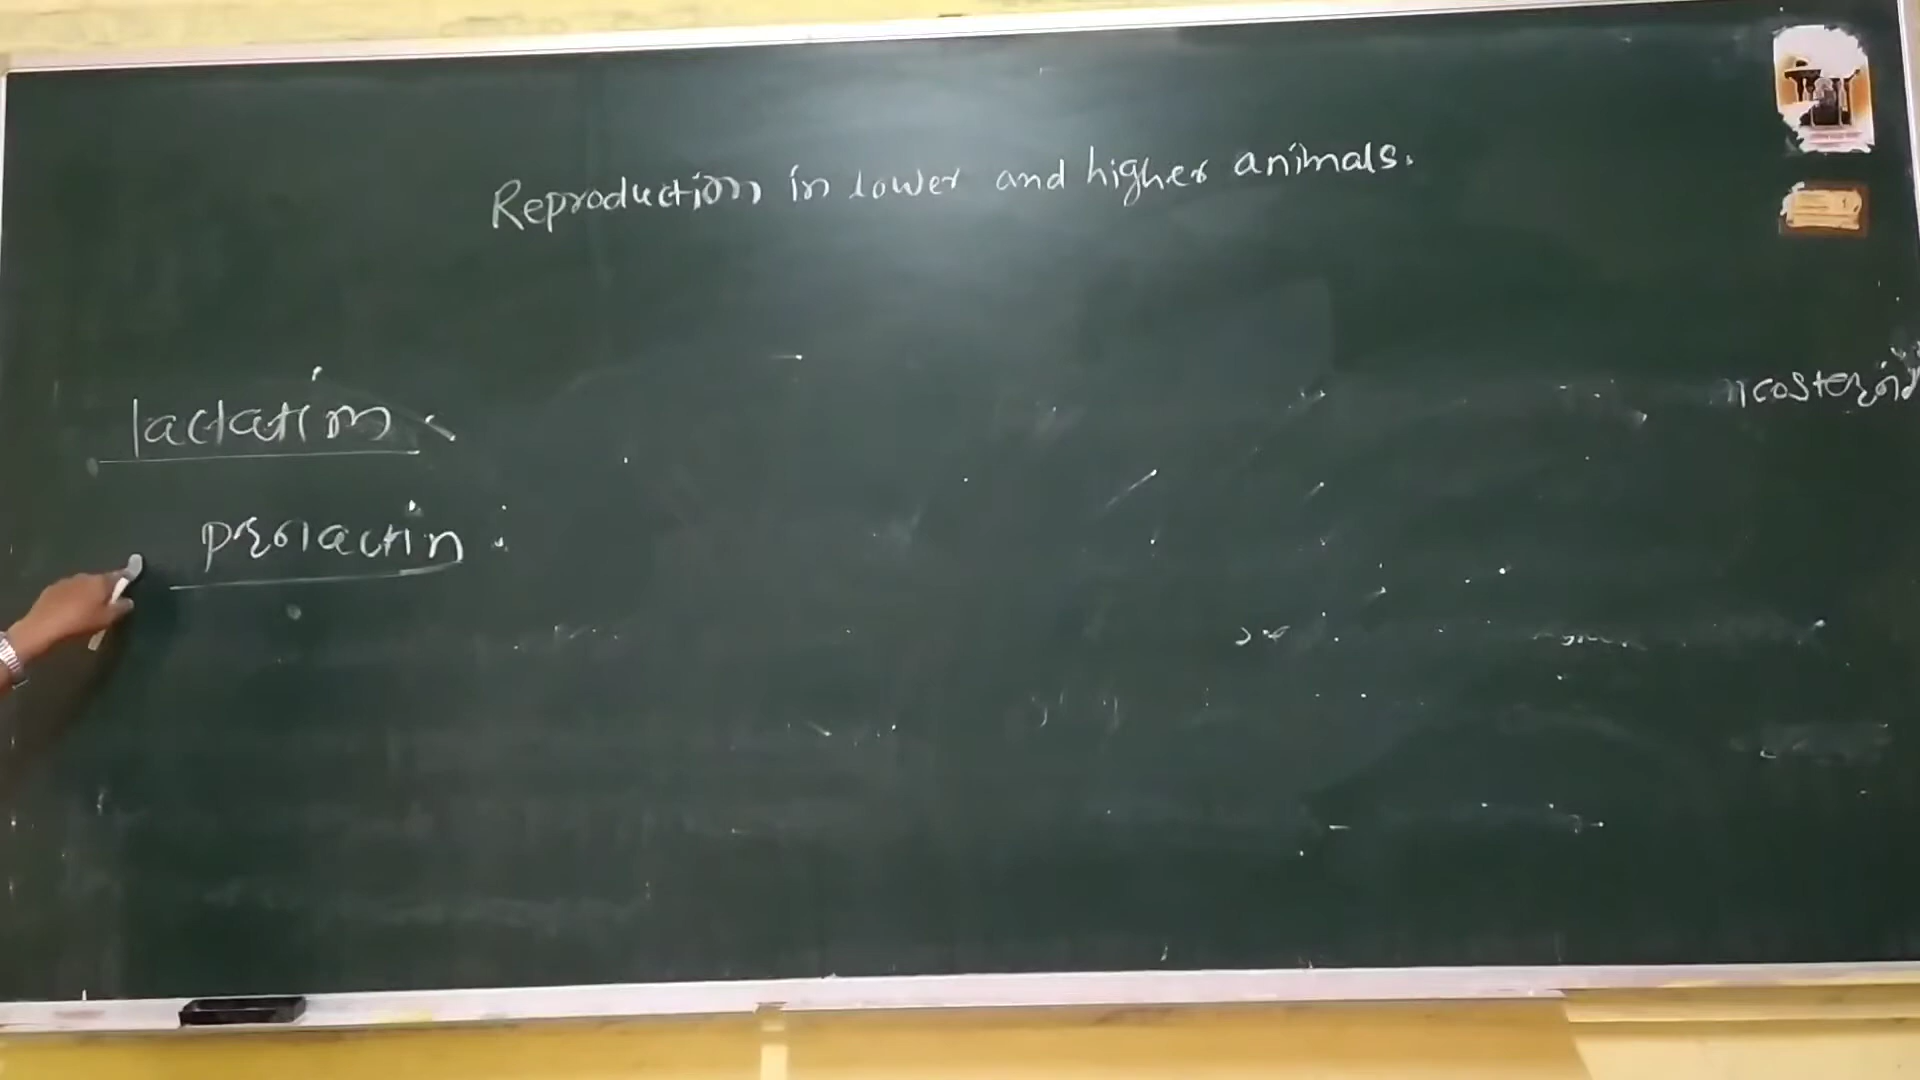 Reproduction in lower and higher animals.
lactation
prolactin